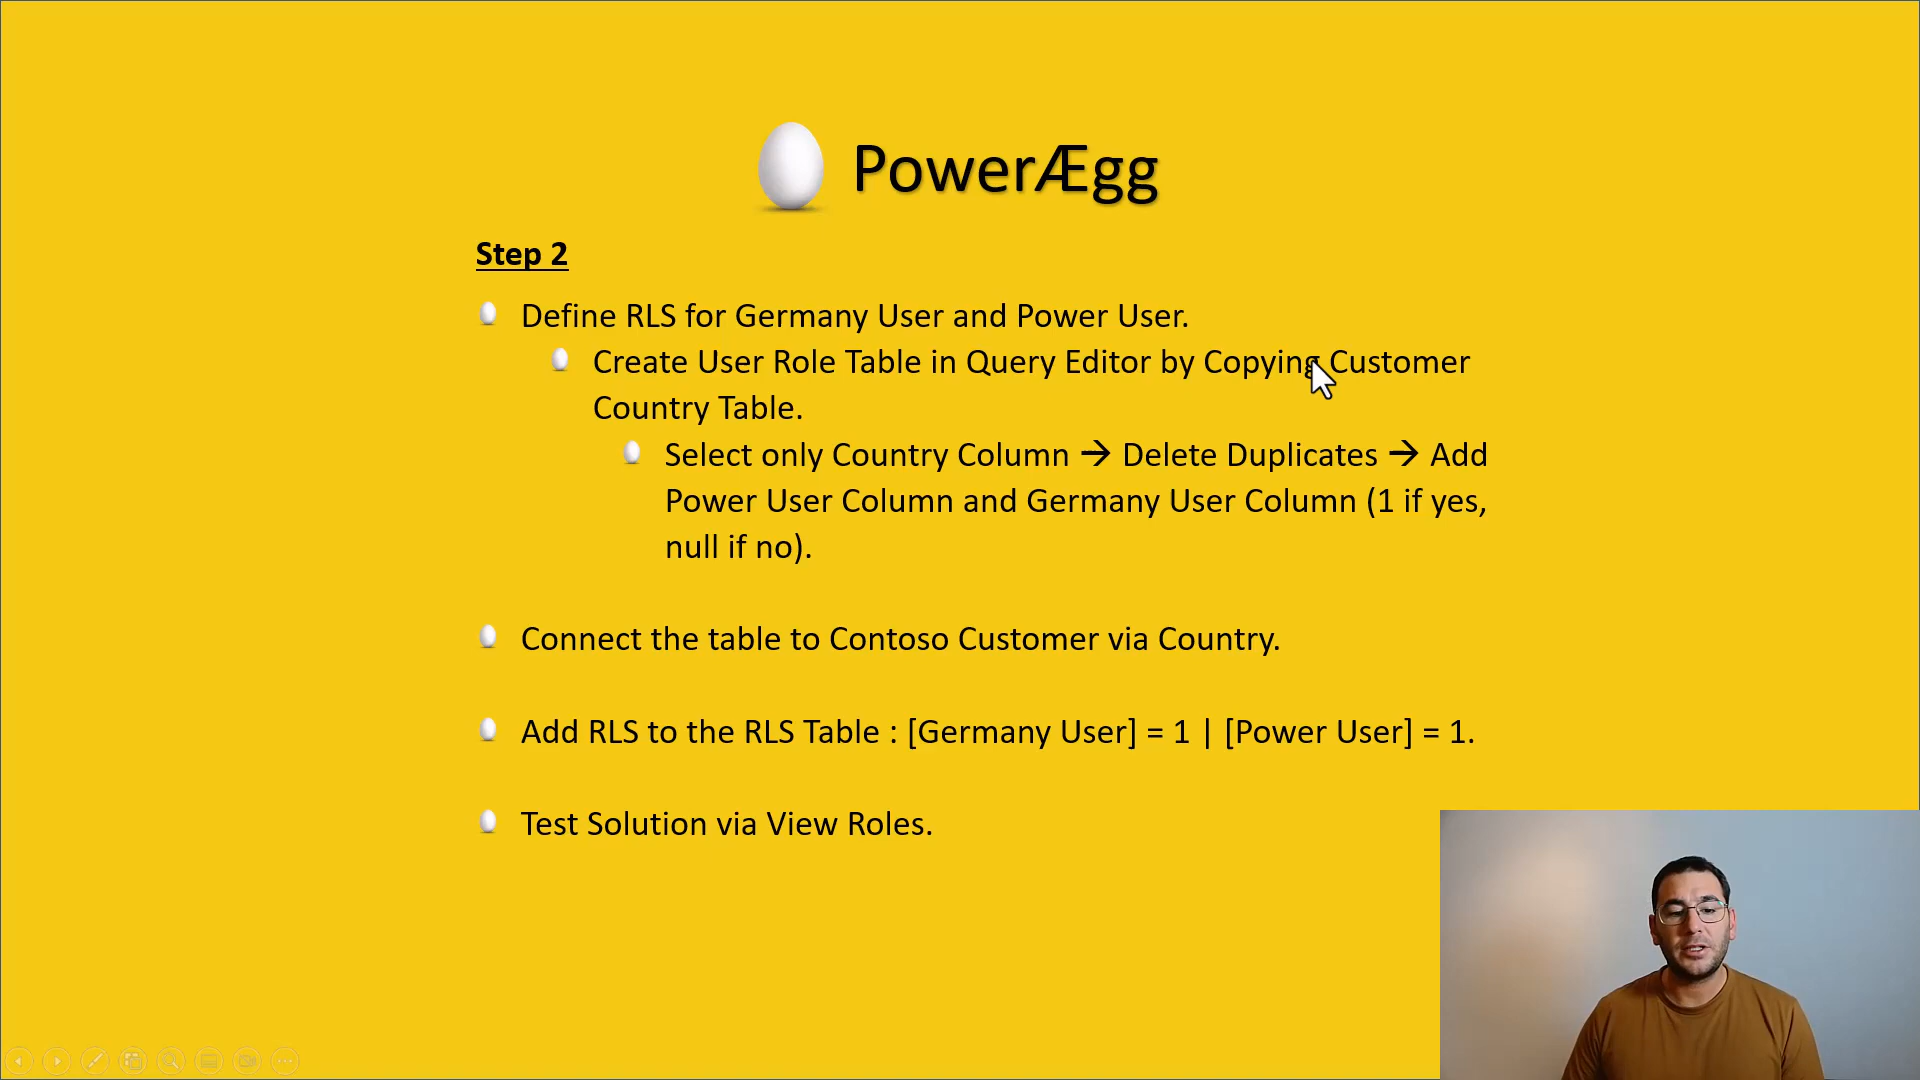 PowerÆgg
Step 2
Define RLS for Germany User and Power User.
Create User Role Table in Query Editor by Copying Customer
Country Table.
Select only Country Column → Delete Duplicates → Add
Power User Column and Germany User Column (1 if yes,
null if no).
Connect the table to Contoso Customer via Country.
Add RLS to the RLS Table : [Germany User] = 1 | [Power User] = 1.
Test Solution via View Roles.